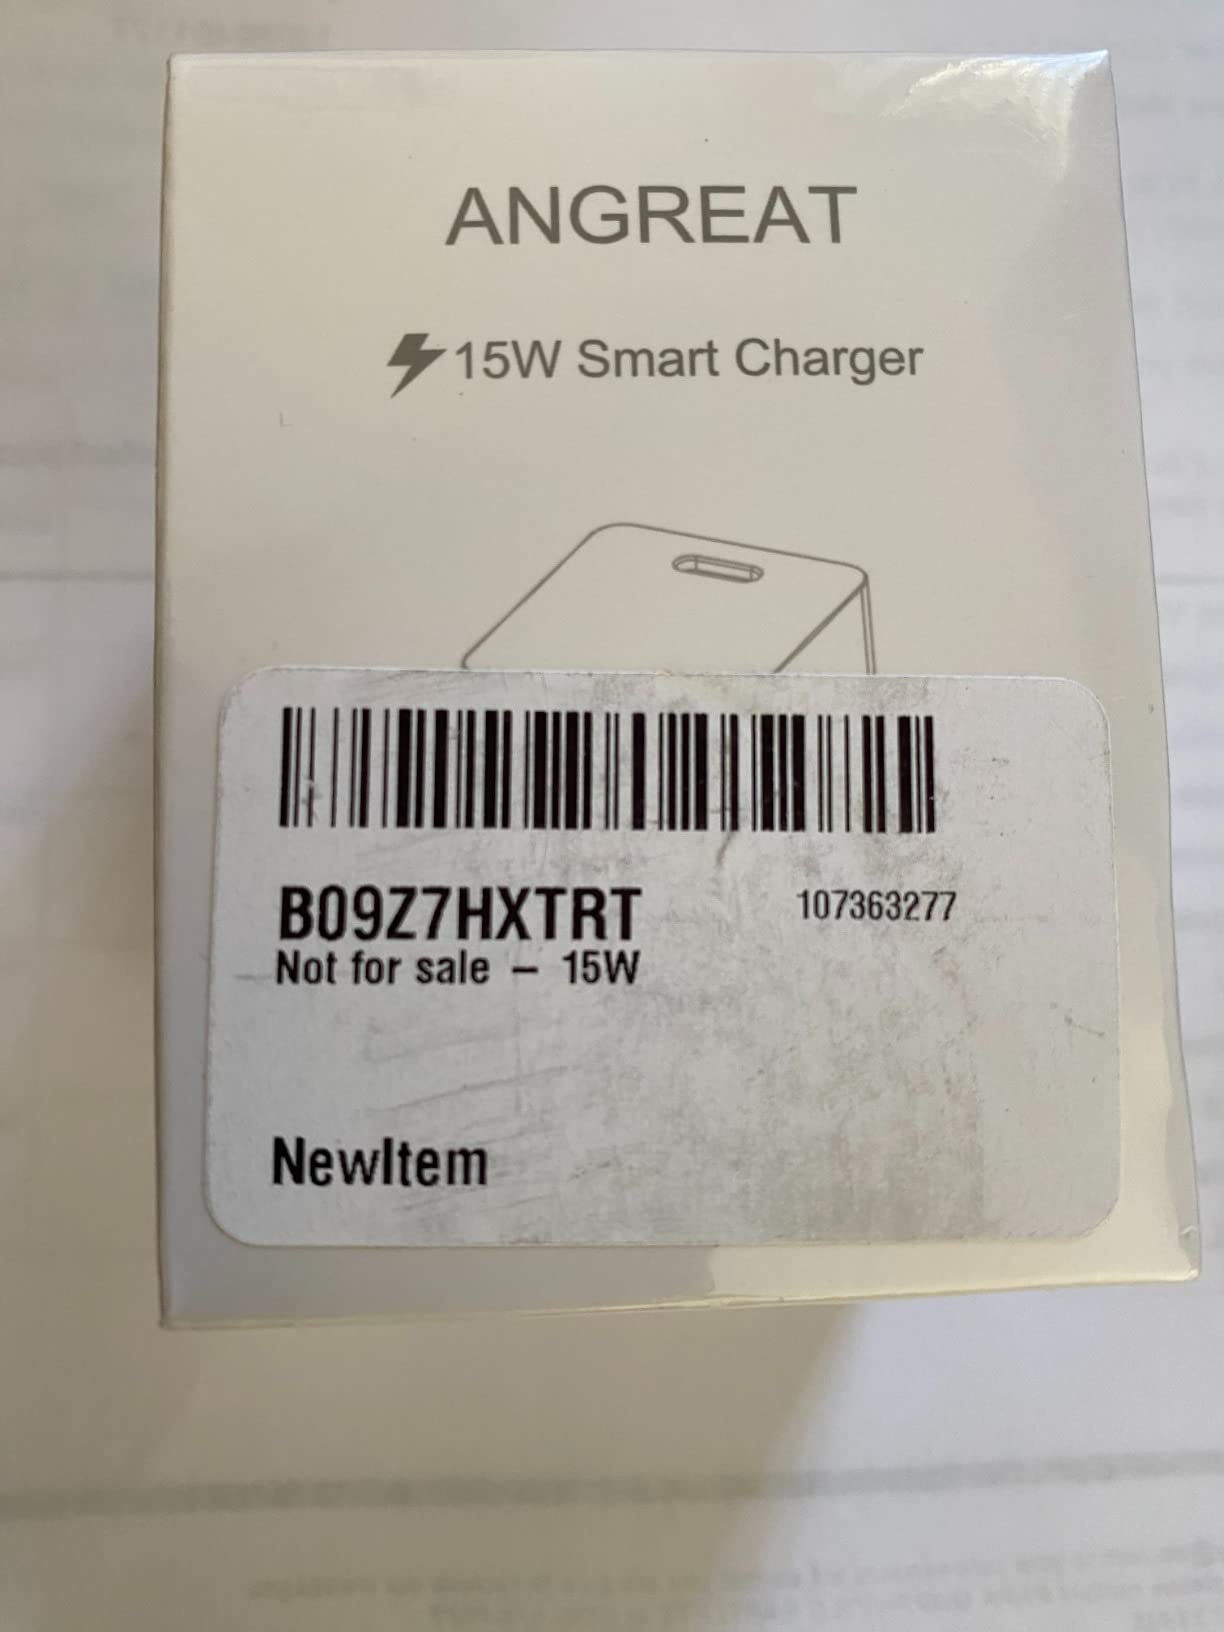 ANGREAT
15W Smart Charger
B09Z7HXTRT 107363277
Not for sale – 15W
NewItem